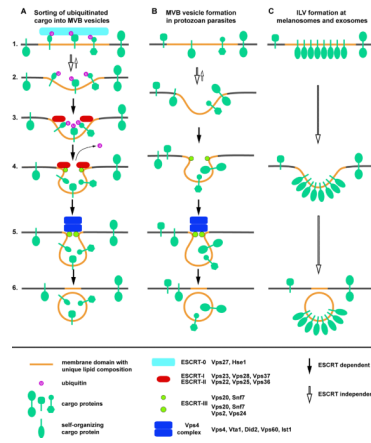 A
Sorting of ubiquitinated
cargo into MVB vesicles
B
MVB vesicle formation
in protozoan parasites
C
ILV formation at
melanosomes and exosomes
1.
2.
3.
4.
5.
6.
membrane domain with
unique lipid composition
ubiquitin
cargo proteins
self-organizing
cargo protein
ESCRT-0 Vps27, Hse1
ESCRT-I Vps23, Vps28, Vps37
ESCRT-II Vps22, Vps25, Vps36
ESCRT-III
Vps20, Snf7
Vps20, Snf7
Vps2, Vps24
Vps4
complex
Vps4, Vta1, Did2, Vps60, Ist1
ESCRT dependent
ESCRT independent